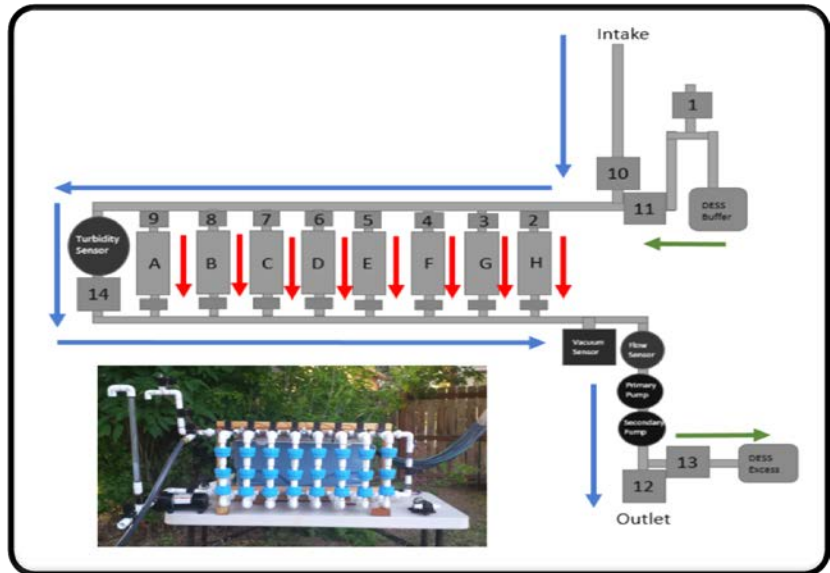 Intake
1
10
11
DESS
Buffer
9
8
7
6
5
4
3
2
Turbidity
Sensor
A
B
C
D
E
F
G
H
14
Vacuum
Sensor
Flow
Sensor
Primary
Pump
Secondary
Pump
13
DESS
Excess
12
Outlet